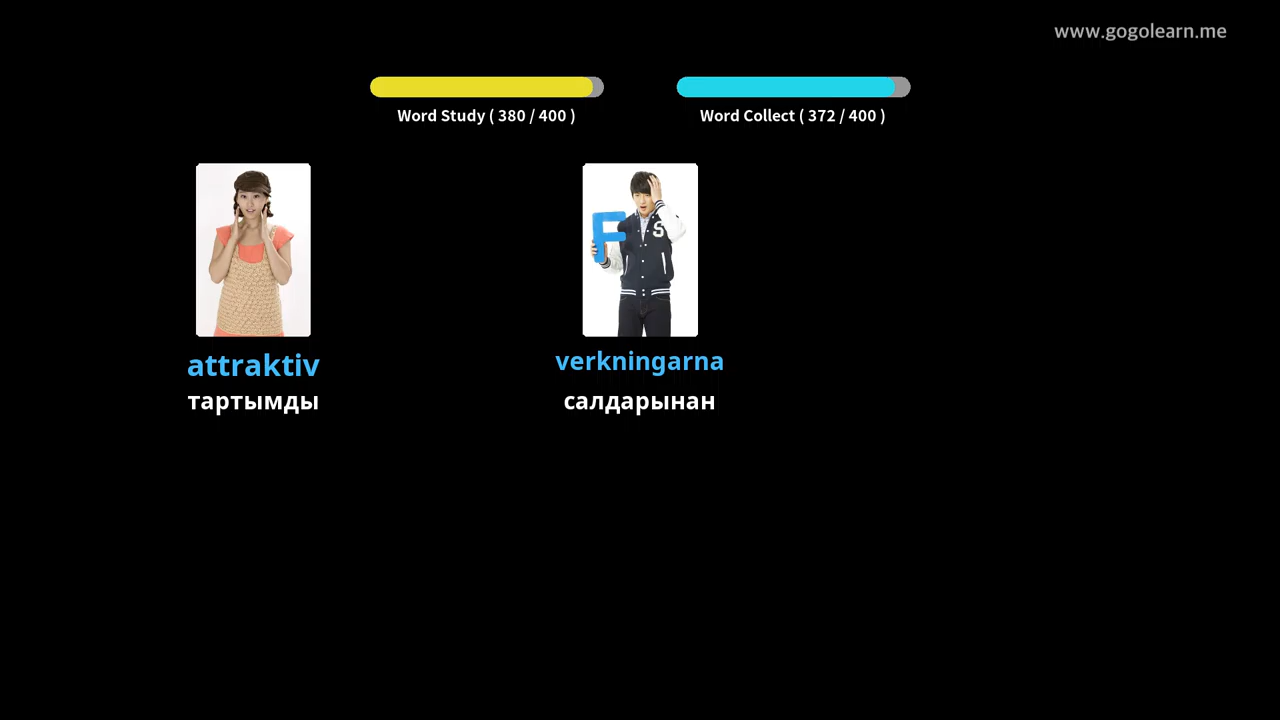 www.gogolearn.me
Word Study ( 380 / 400 )
Word Collect ( 372 / 400 )
F
S
attraktiv
verkningarna
тартымды
салдарынан